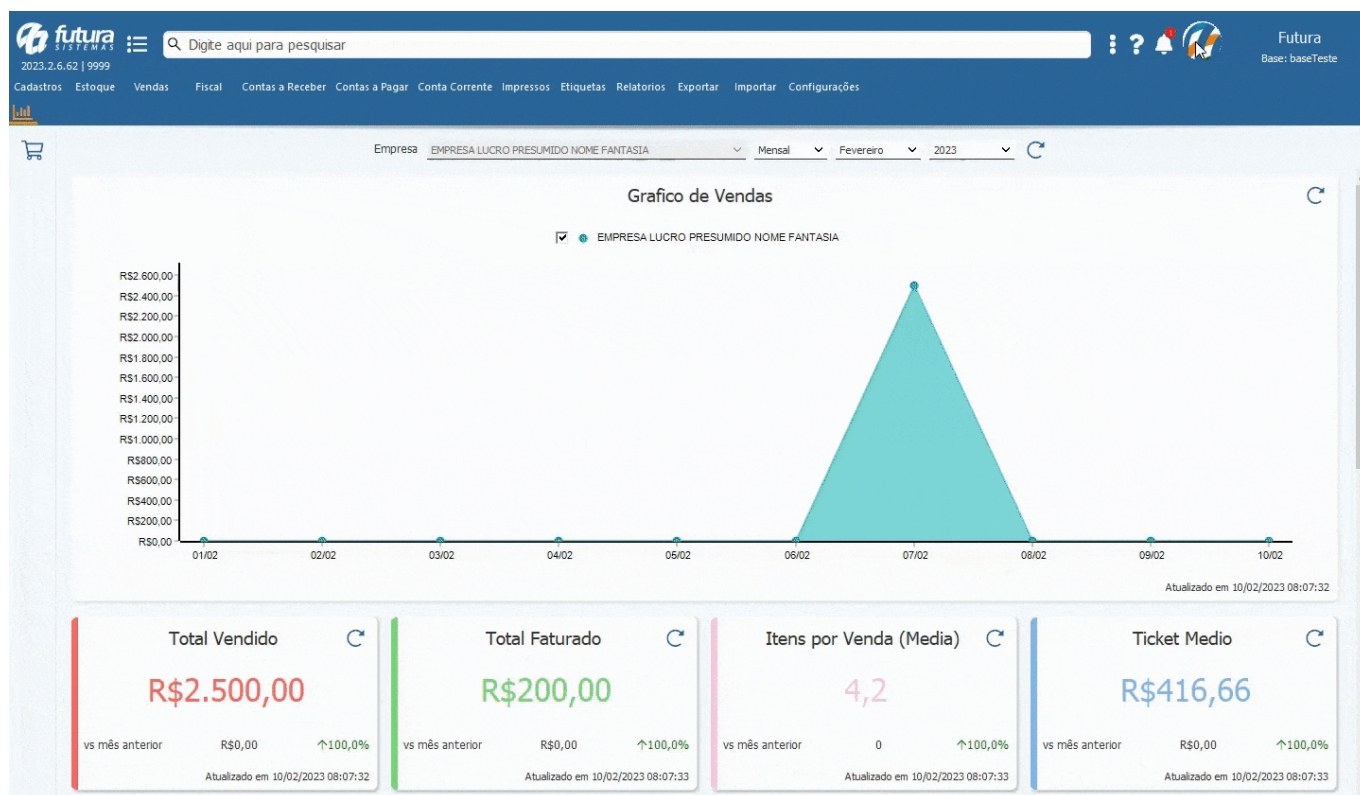 futura
SISTEMAS
Digite aqui para pesquisar
1
?
Futura
2023.2.6.62 | 9999
Base: baseTeste
Cadastros Estoque Vendas Fiscal Contas a Receber Contas a Pagar Conta Corrente Impressos Etiquetas Relatorios Exportar Importar Configurações
Empresa EMPRESA LUCRO PRESUMIDO NOME FANTASIA Mensal Fevereiro 2023
Grafico de Vendas
EMPRESA LUCRO PRESUMIDO NOME FANTASIA
R$2.600,00
R$2.400,00
R$2.200,00
R$2.000,00
R$1.800,00
R$1.600,00
R$1.400,00
R$1.200,00
R$1.000,00
R$800,00
R$600,00
R$400,00
R$200,00
R$0,00
01/02 02/02 03/02 04/02 05/02 06/02 07/02 08/02 09/02 10/02
Atualizado em 10/02/2023 08:07:32
Total Vendido
R$2.500,00
vs mês anterior R$0,00 ↑100,0%
Atualizado em 10/02/2023 08:07:32
Total Faturado
R$200,00
vs mês anterior R$0,00 ↑100,0%
Atualizado em 10/02/2023 08:07:33
Itens por Venda (Media)
4,2
vs mês anterior 0 ↑100,0%
Atualizado em 10/02/2023 08:07:33
Ticket Medio
R$416,66
vs mês anterior R$0,00 ↑100,0%
Atualizado em 10/02/2023 08:07:33